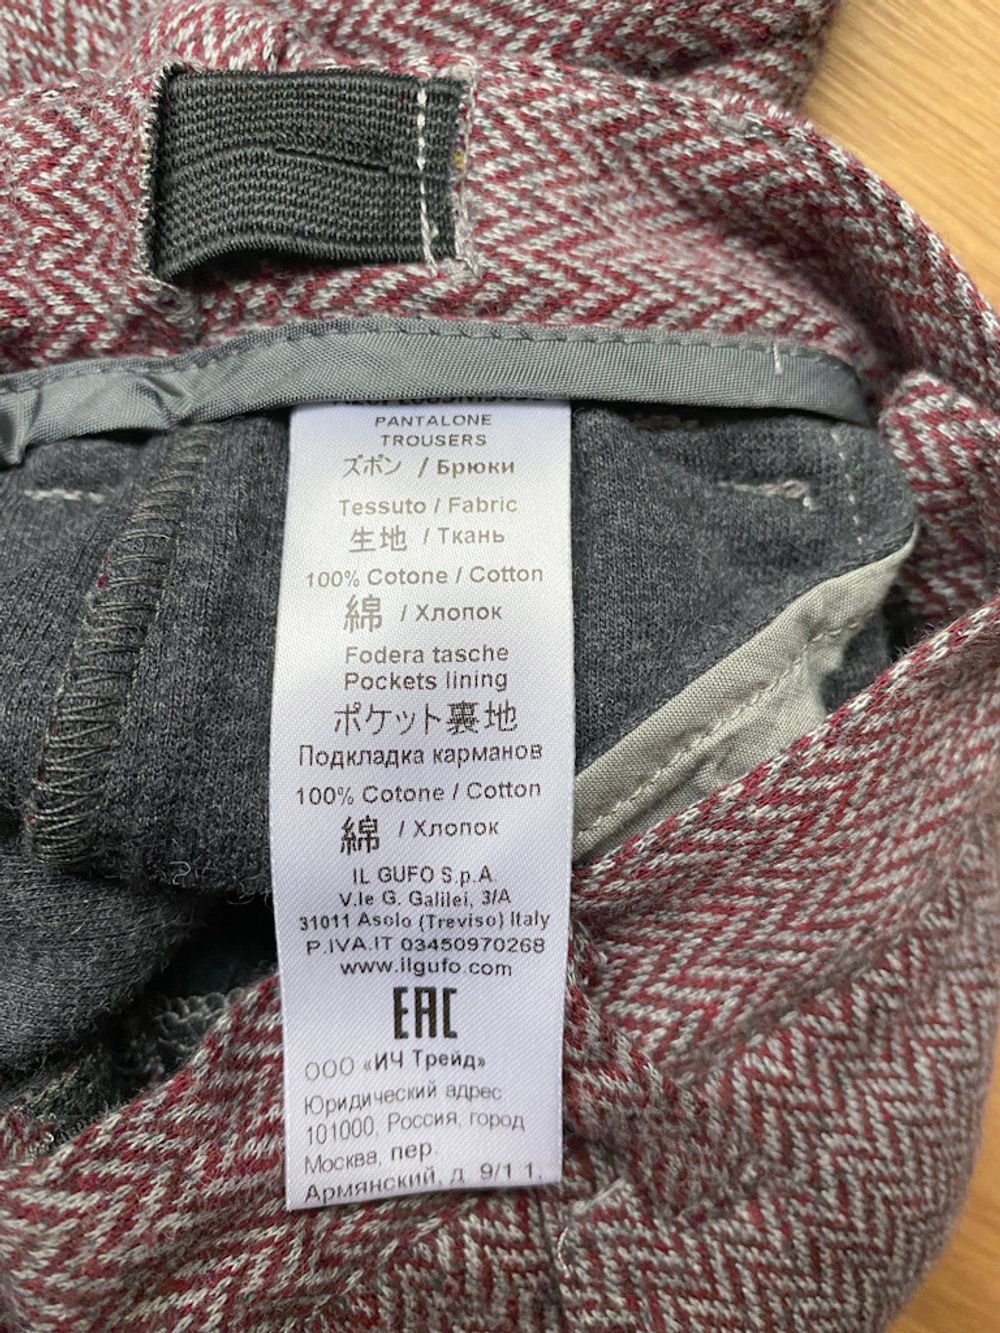 PANTALONE
TROUSERS
ズボン / Брюки
Tessuto / Fabric
生地 / Ткань
100% Cotone / Cotton
綿 / Хлопок
Fodera tasche
Pockets lining
ポケット裏地
Подкладка карманов
100% Cotone / Cotton
綿 / Хлопок
IL GUFO S.p.A
V.le G. Galilei, 3/A
31011 Asolo (Treviso) Italy
P.IVA.IT 03450970268
www.ilgufo.com
EAC
ООО «ИЧ Трейд»
Юридический адрес
101000, Россия, город
Москва, пер.
Армянский, д. 9/1 1,